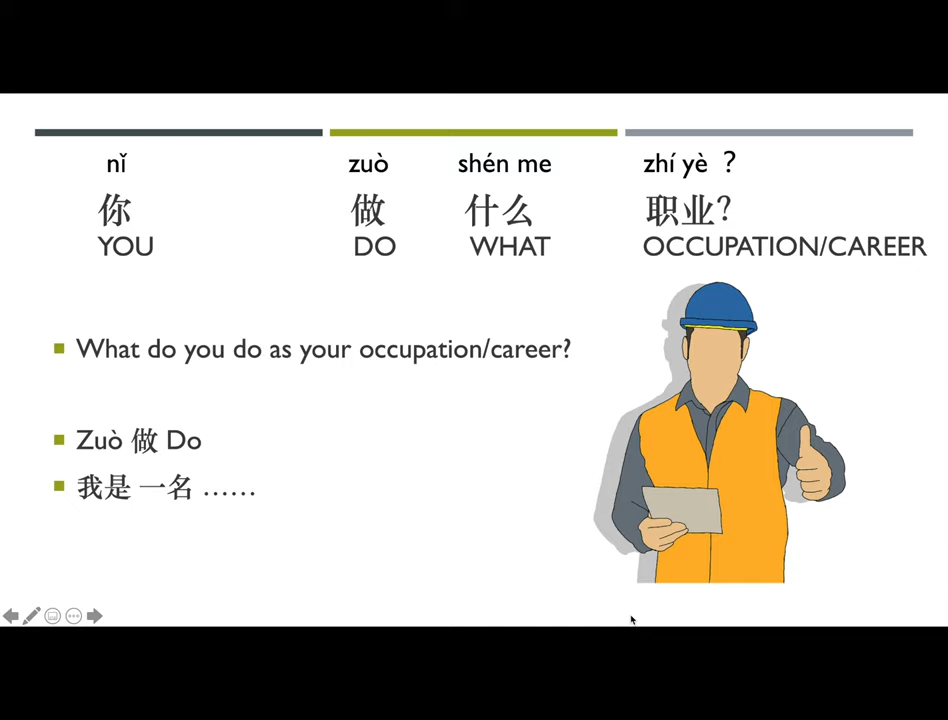 nǐ zuò shén me zhí yè ?
你 做 什么 职业?
YOU DO WHAT OCCUPATION/CAREER
What do you do as your occupation/career?
Zuò 做 Do
我是 一名 ……